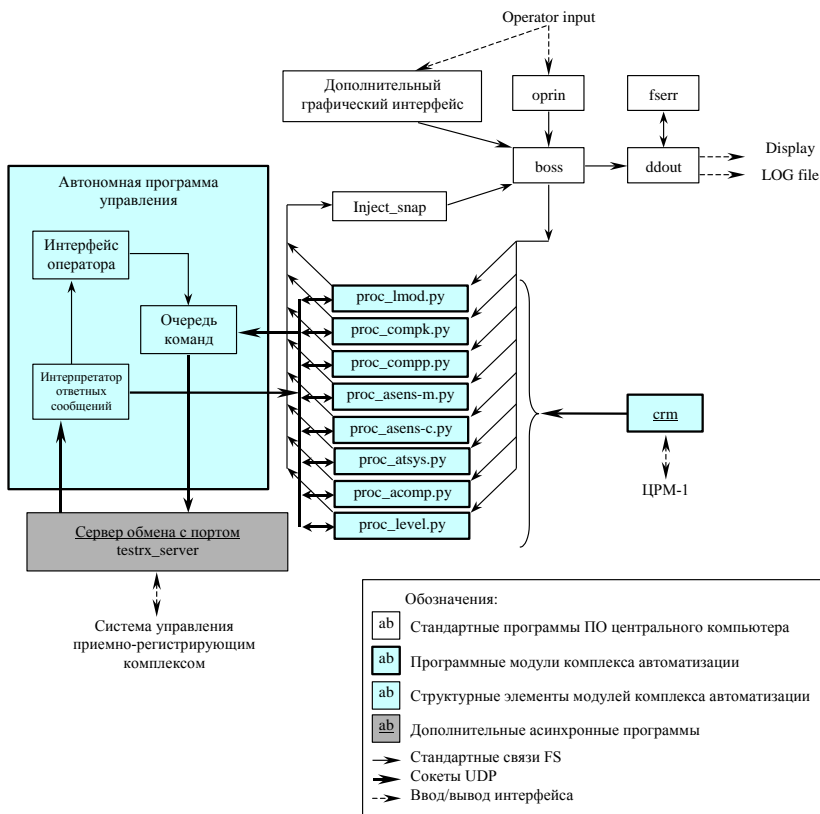 Operator input
Дополнительный
графический интерфейс
oprin
fserr
boss
ddout
Display
LOG file
Автономная программа
управления
Inject_snap
Интерфейс
оператора
Очередь
команд
Интерпретатор
ответных
сообщений
proc_lmod.py
proc_compk.py
proc_compp.py
proc_asens-m.py
proc_asens-c.py
proc_atsys.py
proc_acomp.py
proc_level.py
crm
ЦРМ-1
Сервер обмена с портом
testrx_server
Система управления
приемно-регистрирующим
комплексом
Обозначения:
ab Стандартные программы ПО центрального компьютера
ab Программные модули комплекса автоматизации
ab Структурные элементы модулей комплекса автоматизации
ab Дополнительные асинхронные программы
Стандартные связи FS
Сокеты UDP
Ввод/вывод интерфейса